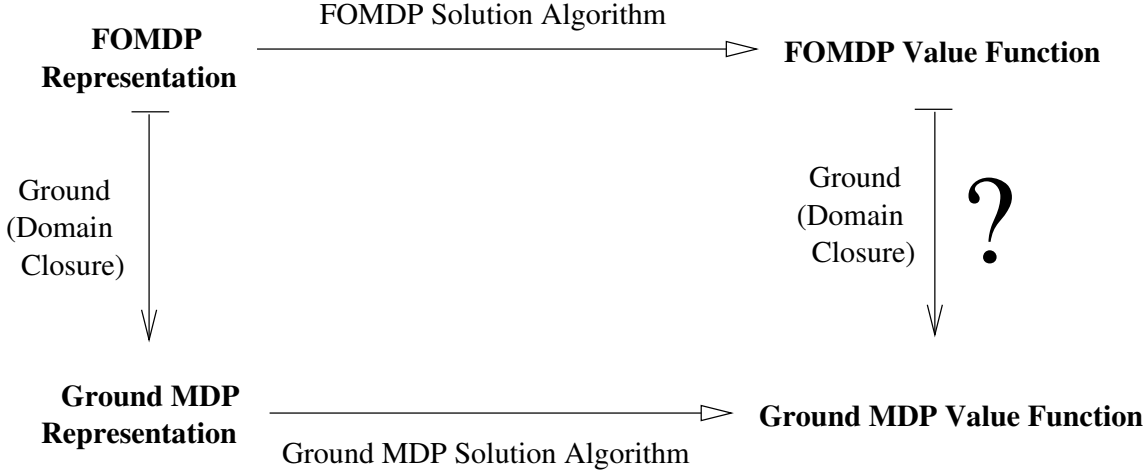 FOMDP Solution Algorithm
FOMDP
Representation
FOMDP Value Function
Ground
(Domain
Closure)
Ground
(Domain
Closure)
?
Ground MDP
Representation
Ground MDP Value Function
Ground MDP Solution Algorithm